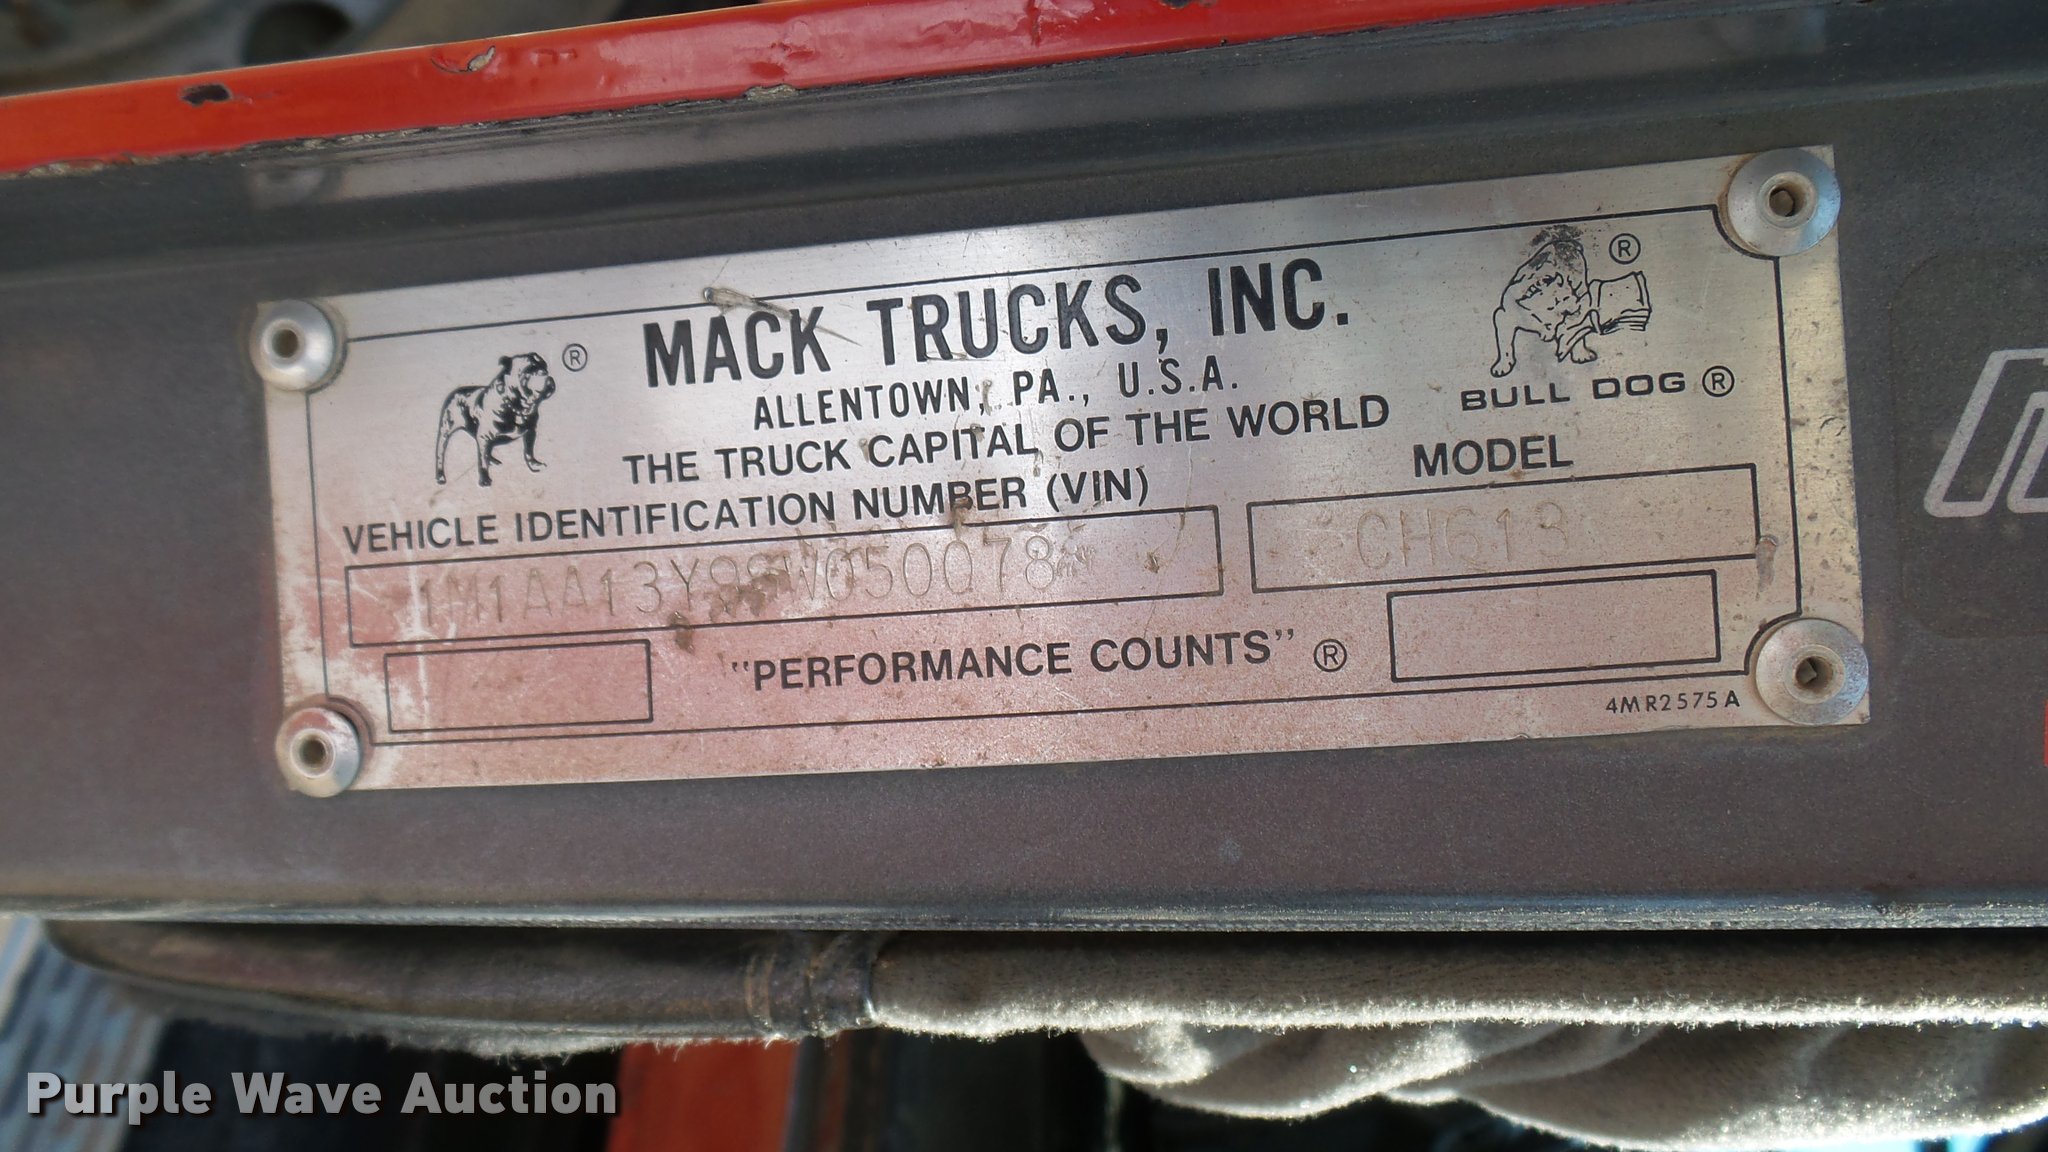 MACK TRUCKS, INC.
ALLENTOWN, PA., U.S.A.
THE TRUCK CAPITAL OF THE WORLD
®
®
BULL DOG ®
VEHICLE IDENTIFICATION NUMBER (VIN)
1M1AA13Y9SW050078
MODEL
CH613
"PERFORMANCE COUNTS" ®
4MR2575A
Purple Wave Auction